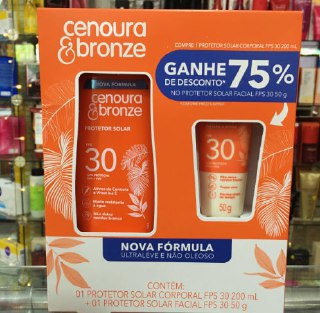 cenoura
& bronze
COMPRE 1 PROTETOR SOLAR CORPORAL FPS 30 200 mL
GANHE 75%
DE DESCONTO*
NO PROTETOR SOLAR FACIAL FPS 30 50 g
NOVA FÓRMULA
cenoura
& bronze
PROTETOR SOLAR
FPS
30
30
50g
NOVA FÓRMULA
ULTRALEVE E NÃO OLEOSO
CONTÉM:
01 PROTETOR SOLAR CORPORAL FPS 30 200 mL
+ 01 PROTETOR SOLAR FACIAL FPS 30 50 g